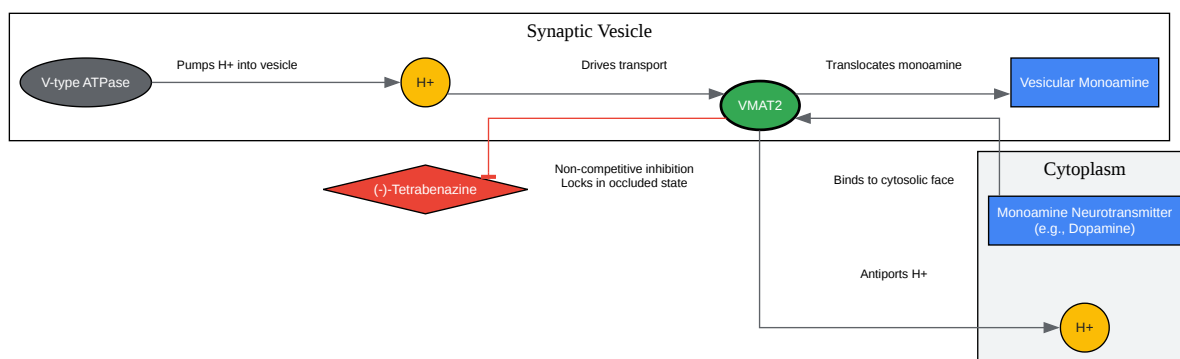 Synaptic Vesicle
Pumps H+ into vesicle
Drives transport
Translocates monoamine
V-type ATPase
H+
VMAT2
Vesicular Monoamine
(-)-Tetrabenazine
Non-competitive inhibition
Locks in occluded state
Binds to cytosolic face
Cytoplasm
Monoamine Neurotransmitter
(e.g., Dopamine)
Antiports H+
H+